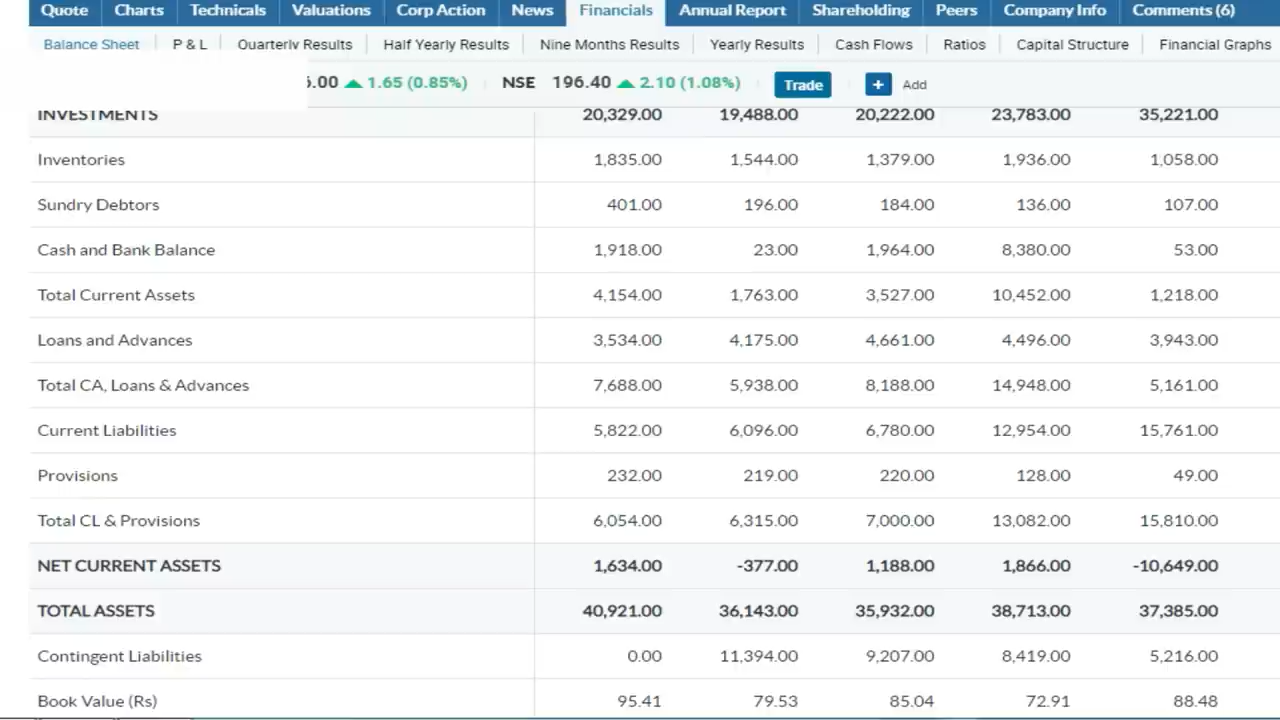 Quote Charts Technicals Valuations Corp Action News Financials Annual Report Shareholding Peers Company Info Comments (6)
Balance Sheet P & L Quarterly Results Half Yearly Results Nine Months Results Yearly Results Cash Flows Ratios Capital Structure Financial Graphs
6.00 1.65 (0.85%) NSE 196.40 2.10 (1.08%) Trade + Add
INVESTMENTS 20,329.00 19,488.00 20,222.00 23,783.00 35,221.00
Inventories 1,835.00 1,544.00 1,379.00 1,936.00 1,058.00
Sundry Debtors 401.00 196.00 184.00 136.00 107.00
Cash and Bank Balance 1,918.00 23.00 1,964.00 8,380.00 53.00
Total Current Assets 4,154.00 1,763.00 3,527.00 10,452.00 1,218.00
Loans and Advances 3,534.00 4,175.00 4,661.00 4,496.00 3,943.00
Total CA, Loans & Advances 7,688.00 5,938.00 8,188.00 14,948.00 5,161.00
Current Liabilities 5,822.00 6,096.00 6,780.00 12,954.00 15,761.00
Provisions 232.00 219.00 220.00 128.00 49.00
Total CL & Provisions 6,054.00 6,315.00 7,000.00 13,082.00 15,810.00
NET CURRENT ASSETS 1,634.00 -377.00 1,188.00 1,866.00 -10,649.00
TOTAL ASSETS 40,921.00 36,143.00 35,932.00 38,713.00 37,385.00
Contingent Liabilities 0.00 11,394.00 9,207.00 8,419.00 5,216.00
Book Value (Rs) 95.41 79.53 85.04 72.91 88.48